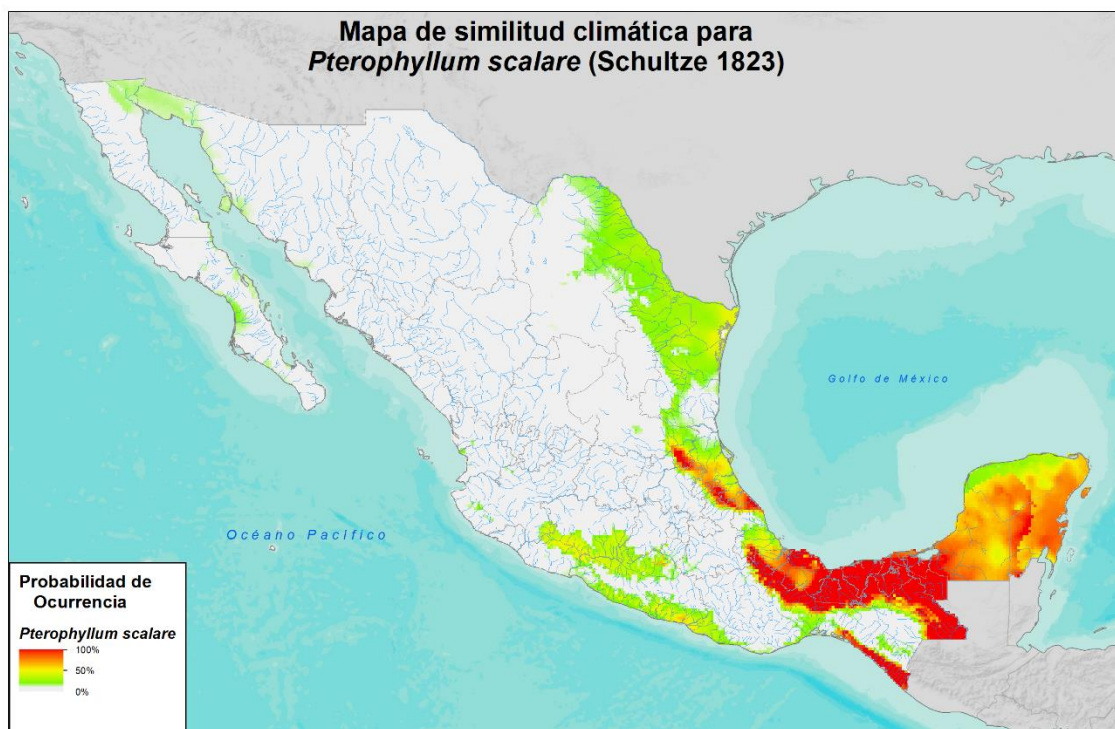 Mapa de similitud climática para
Pterophyllum scalare (Schultze 1823)
Golfo de México
Océano Pacífico
Probabilidad de
Ocurrencia
Pterophyllum scalare
100%
50%
0%